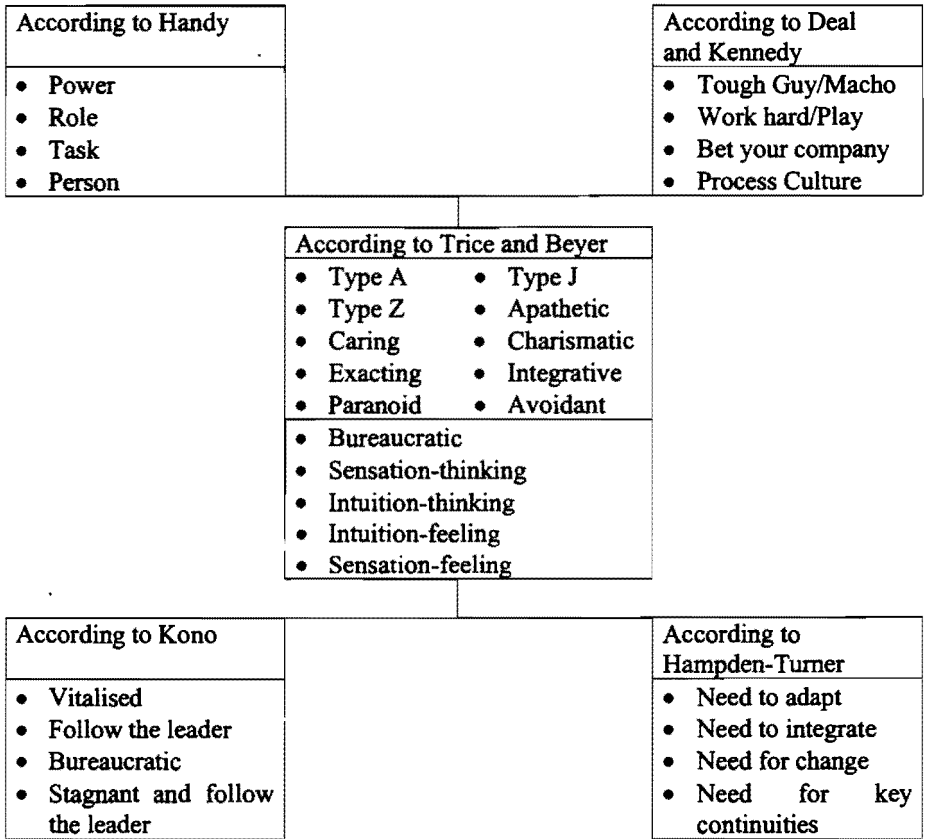 According to Handy
• Power
• Role
• Task
• Person
According to Deal
and Kennedy
• Tough Guy/Macho
• Work hard/Play
• Bet your company
• Process Culture
According to Trice and Beyer
• Type A • Type J
• Type Z • Apathetic
• Caring • Charismatic
• Exacting • Integrative
• Paranoid • Avoidant
• Bureaucratic
• Sensation-thinking
• Intuition-thinking
• Intuition-feeling
• Sensation-feeling
According to Kono
• Vitalised
• Follow the leader
• Bureaucratic
• Stagnant and follow
the leader
According to
Hampden-Turner
• Need to adapt
• Need to integrate
• Need for change
• Need for key
continuities